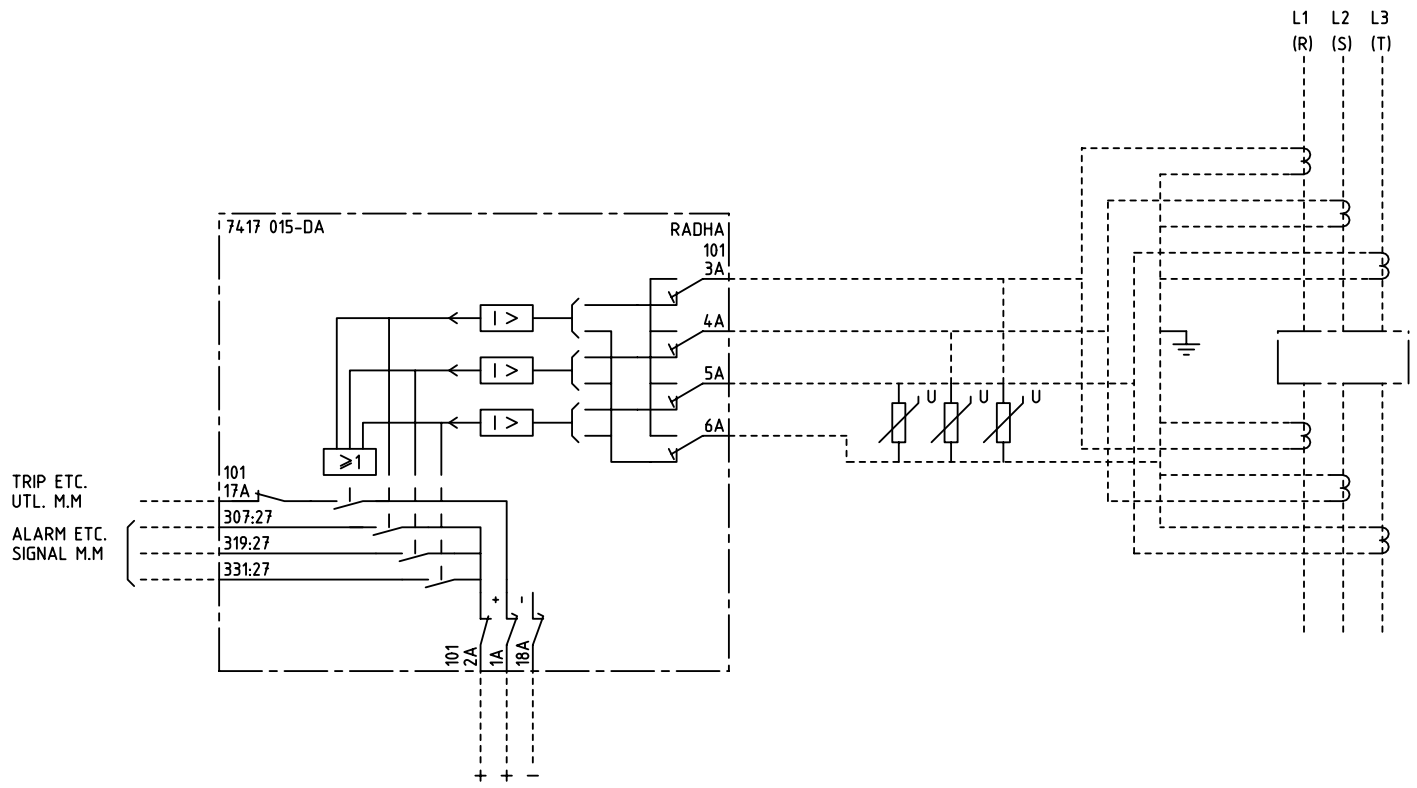 L1 L2 L3
(R) (S) (T)
7417 015-DA
RADHA
101
3A
I >
4A
I >
5A
U U U
I >
6A
≥1
101
TRIP ETC.
17A
UTL. M.M
307:27
ALARM ETC.
319:27
SIGNAL M.M
331:27
+ -
101
2A 1A 18A
+ + -